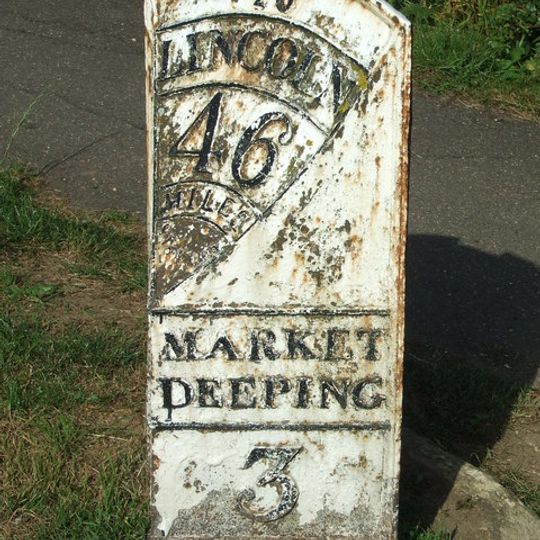 LINCOLN
46
MILES
MARKET
DEEPING
3